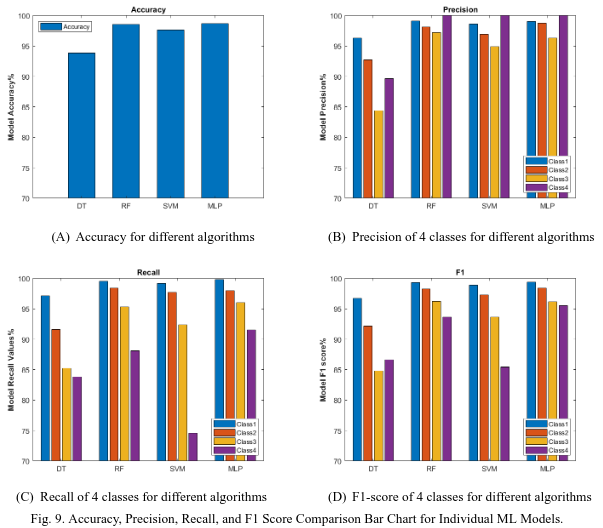 Accuracy
Model Accuracy%
100
95
90
85
80
75
70
Accuracy
DT RF SVM MLP
(A) Accuracy for different algorithms
Precision
Model Precision%
100
95
90
85
80
75
70
Class1
Class2
Class3
Class4
DT RF SVM MLP
(B) Precision of 4 classes for different algorithms
Recall
Model Recall Values%
100
95
90
85
80
75
70
Class1
Class2
Class3
Class4
DT RF SVM MLP
(C) Recall of 4 classes for different algorithms
F1
Model F1 score%
100
95
90
85
80
75
70
Class1
Class2
Class3
Class4
DT RF SVM MLP
(D) F1-score of 4 classes for different algorithms
Fig. 9. Accuracy, Precision, Recall, and F1 Score Comparison Bar Chart for Individual ML Models.